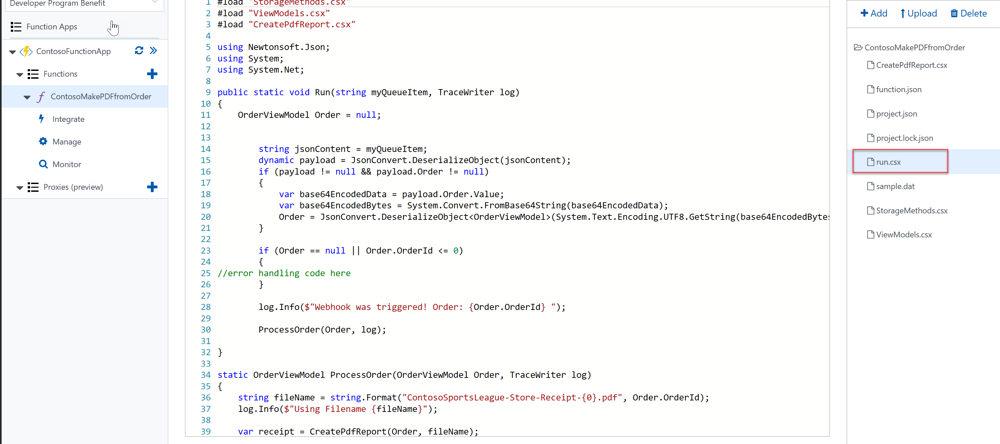 Developer Program Benefit
Function Apps
ContosoFunctionApp
Functions
ContosoMakePDFfromOrder
Integrate
Manage
Monitor
Proxies (preview)
1 #load "StorageMethods.csx"
2 #load "ViewModels.csx"
3 #load "CreatePdfReport.csx"
4
5 using Newtonsoft.Json;
6 using System;
7 using System.Net;
8
9 public static void Run(string myQueueItem, TraceWriter log)
10 {
11     OrderViewModel Order = null;
12
13
14         string jsonContent = myQueueItem;
15         dynamic payload = JsonConvert.DeserializeObject(jsonContent);
16         if (payload != null && payload.Order != null)
17         {
18             var base64EncodedData = payload.Order.Value;
19             var base64EncodedBytes = System.Convert.FromBase64String(base64EncodedData);
20             Order = JsonConvert.DeserializeObject<OrderViewModel>(System.Text.Encoding.UTF8.GetString(base64EncodedBytes
21         }
22
23         if (Order == null || Order.OrderId <= 0)
24         {
25 //error handling code here
26         }
27
28         log.Info($"Webhook was triggered! Order: {Order.OrderId} ");
29
30         ProcessOrder(Order, log);
31
32 }
33
34 static OrderViewModel ProcessOrder(OrderViewModel Order, TraceWriter log)
35 {
36     string fileName = string.Format("ContosoSportsLeague-Store-Receipt-{0}.pdf", Order.OrderId);
37     log.Info($"Using Filename {fileName}");
38
39     var receipt = CreatePdfReport(Order, fileName);
Add Upload Delete
ContosoMakePDFfromOrder
CreatePdfReport.csx
function.json
project.json
project.lock.json
run.csx
sample.dat
StorageMethods.csx
ViewModels.csx